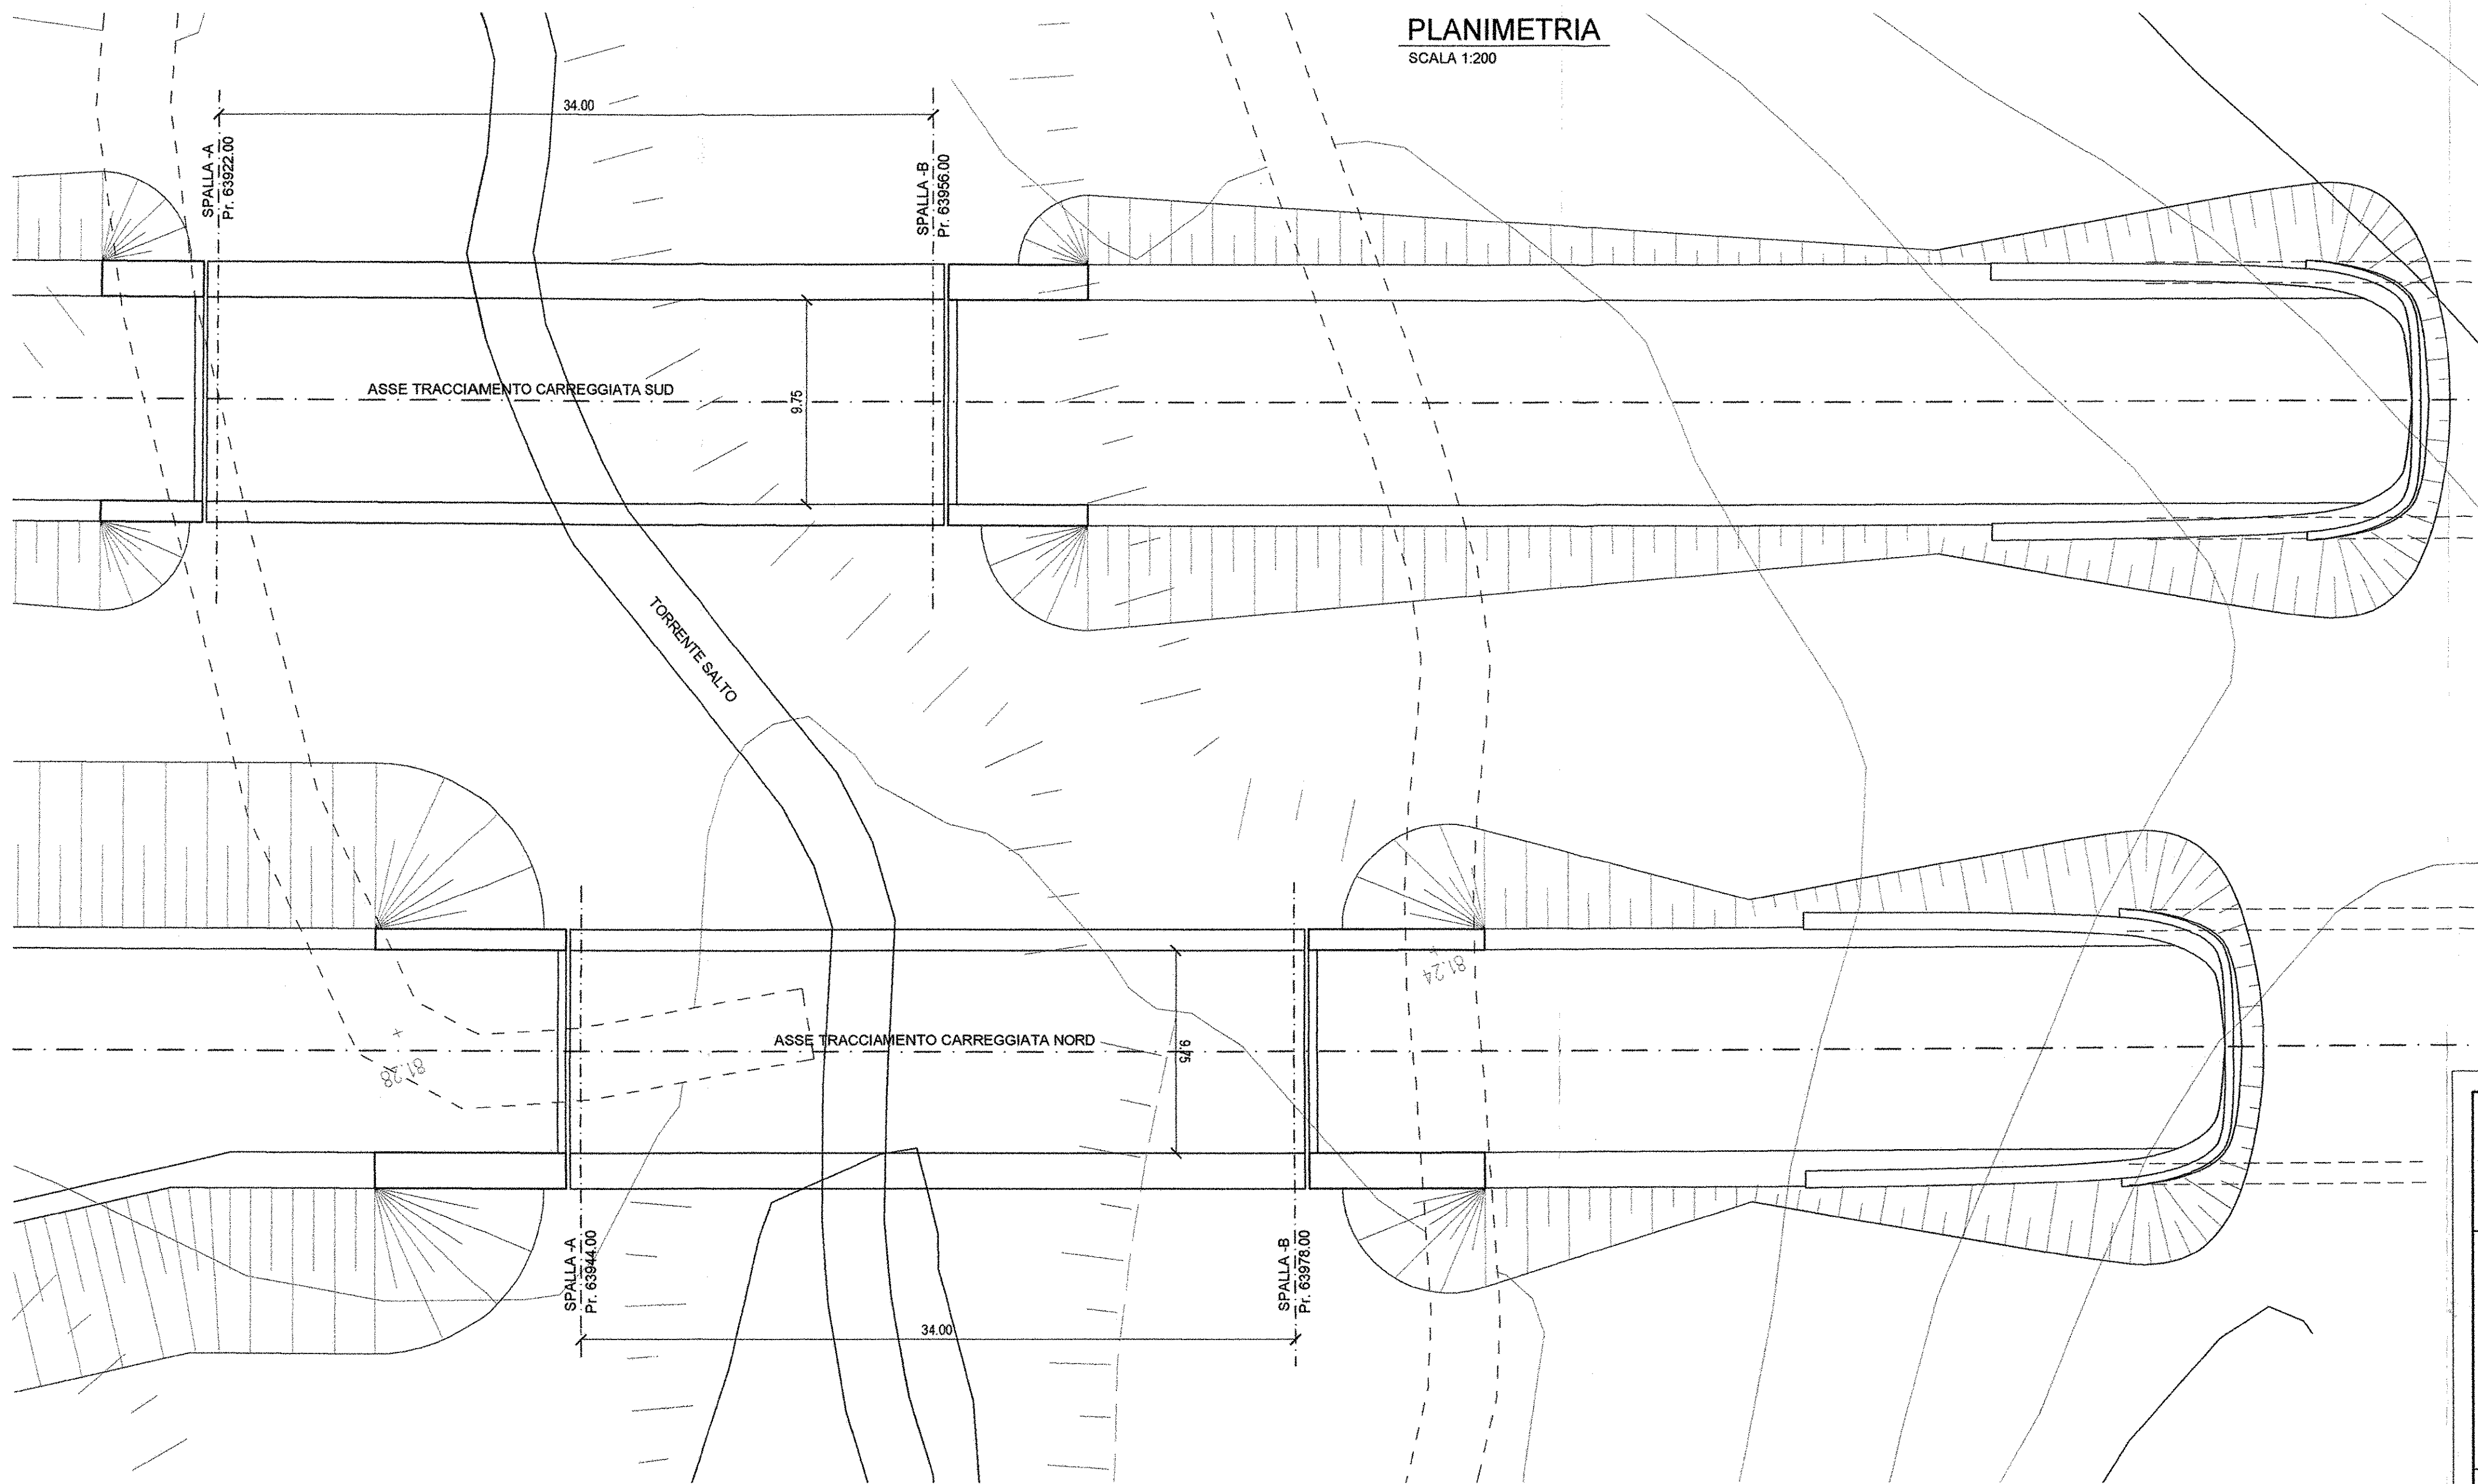 PLANIMETRIA
SCALA 1:200
34.00
SPALLA -A
Pr. 63922.00
SPALLA -B
Pr. 63956.00
ASSE TRACCIAMENTO CARREGGIATA SUD
9.75
TORRENTE SALTO
81.24
ASSE TRACCIAMENTO CARREGGIATA NORD
9.75
81.28
SPALLA -A
Pr. 63944.00
SPALLA -B
Pr. 63978.00
34.00